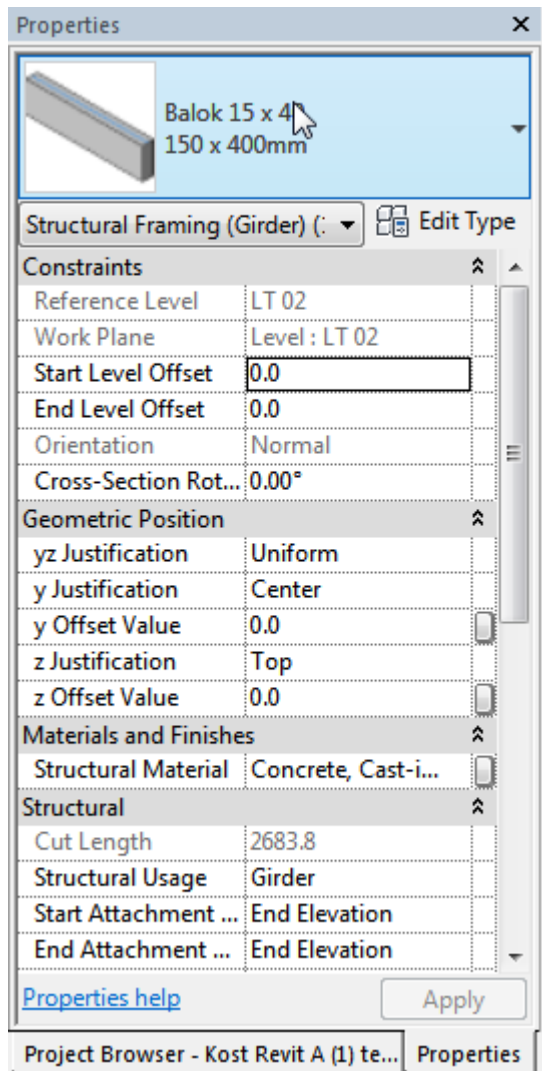 Properties
Balok 15 x 4
150 x 400mm
Structural Framing (Girder) (
Edit Type
Constraints
Reference Level LT 02
Work Plane Level : LT 02
Start Level Offset 0.0
End Level Offset 0.0
Orientation Normal
Cross-Section Rot... 0.00°
Geometric Position
yz Justification Uniform
y Justification Center
y Offset Value 0.0
z Justification Top
z Offset Value 0.0
Materials and Finishes
Structural Material Concrete, Cast-i...
Structural
Cut Length 2683.8
Structural Usage Girder
Start Attachment ... End Elevation
End Attachment ... End Elevation
Properties help
Apply
Project Browser - Kost Revit A (1) te... Properties